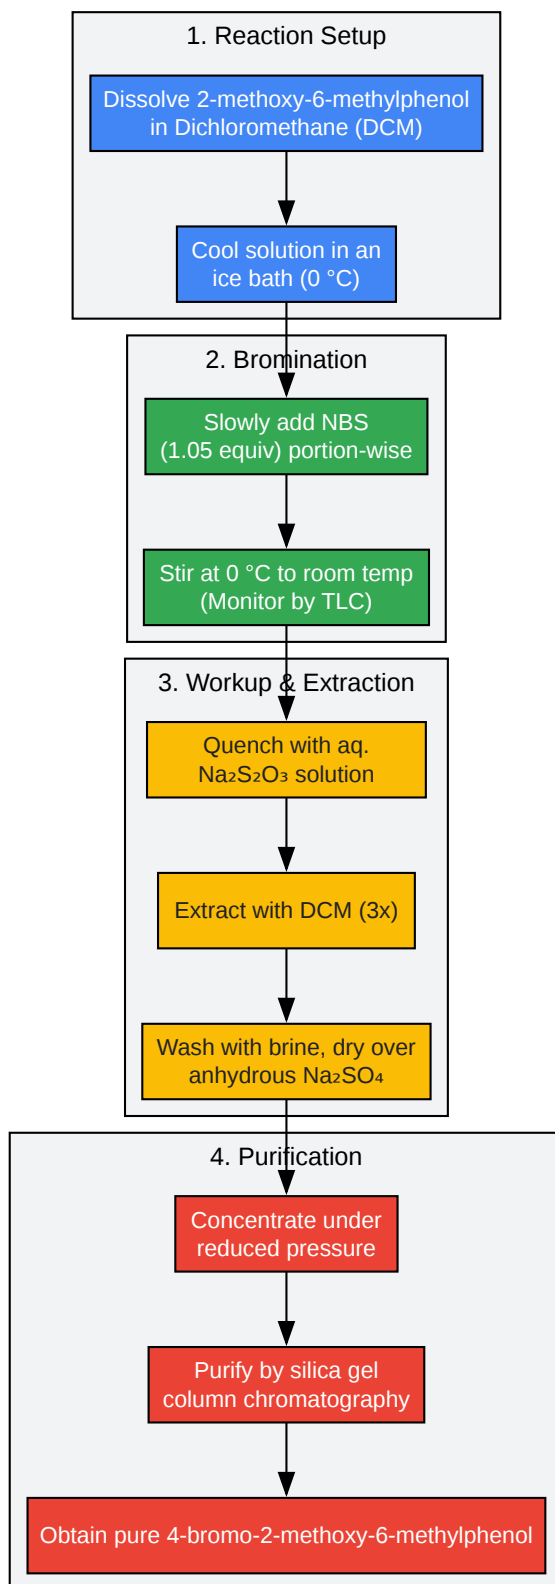 1. Reaction Setup
Dissolve 2-methoxy-6-methylphenol
in Dichloromethane (DCM)
Cool solution in an
ice bath (0 °C)
2. Bromination
Slowly add NBS
(1.05 equiv) portion-wise
Stir at 0 °C to room temp
(Monitor by TLC)
3. Workup & Extraction
Quench with aq.
Na₂S₂O₃ solution
Extract with DCM (3x)
Wash with brine, dry over
anhydrous Na₂SO₄
4. Purification
Concentrate under
reduced pressure
Purify by silica gel
column chromatography
Obtain pure 4-bromo-2-methoxy-6-methylphenol